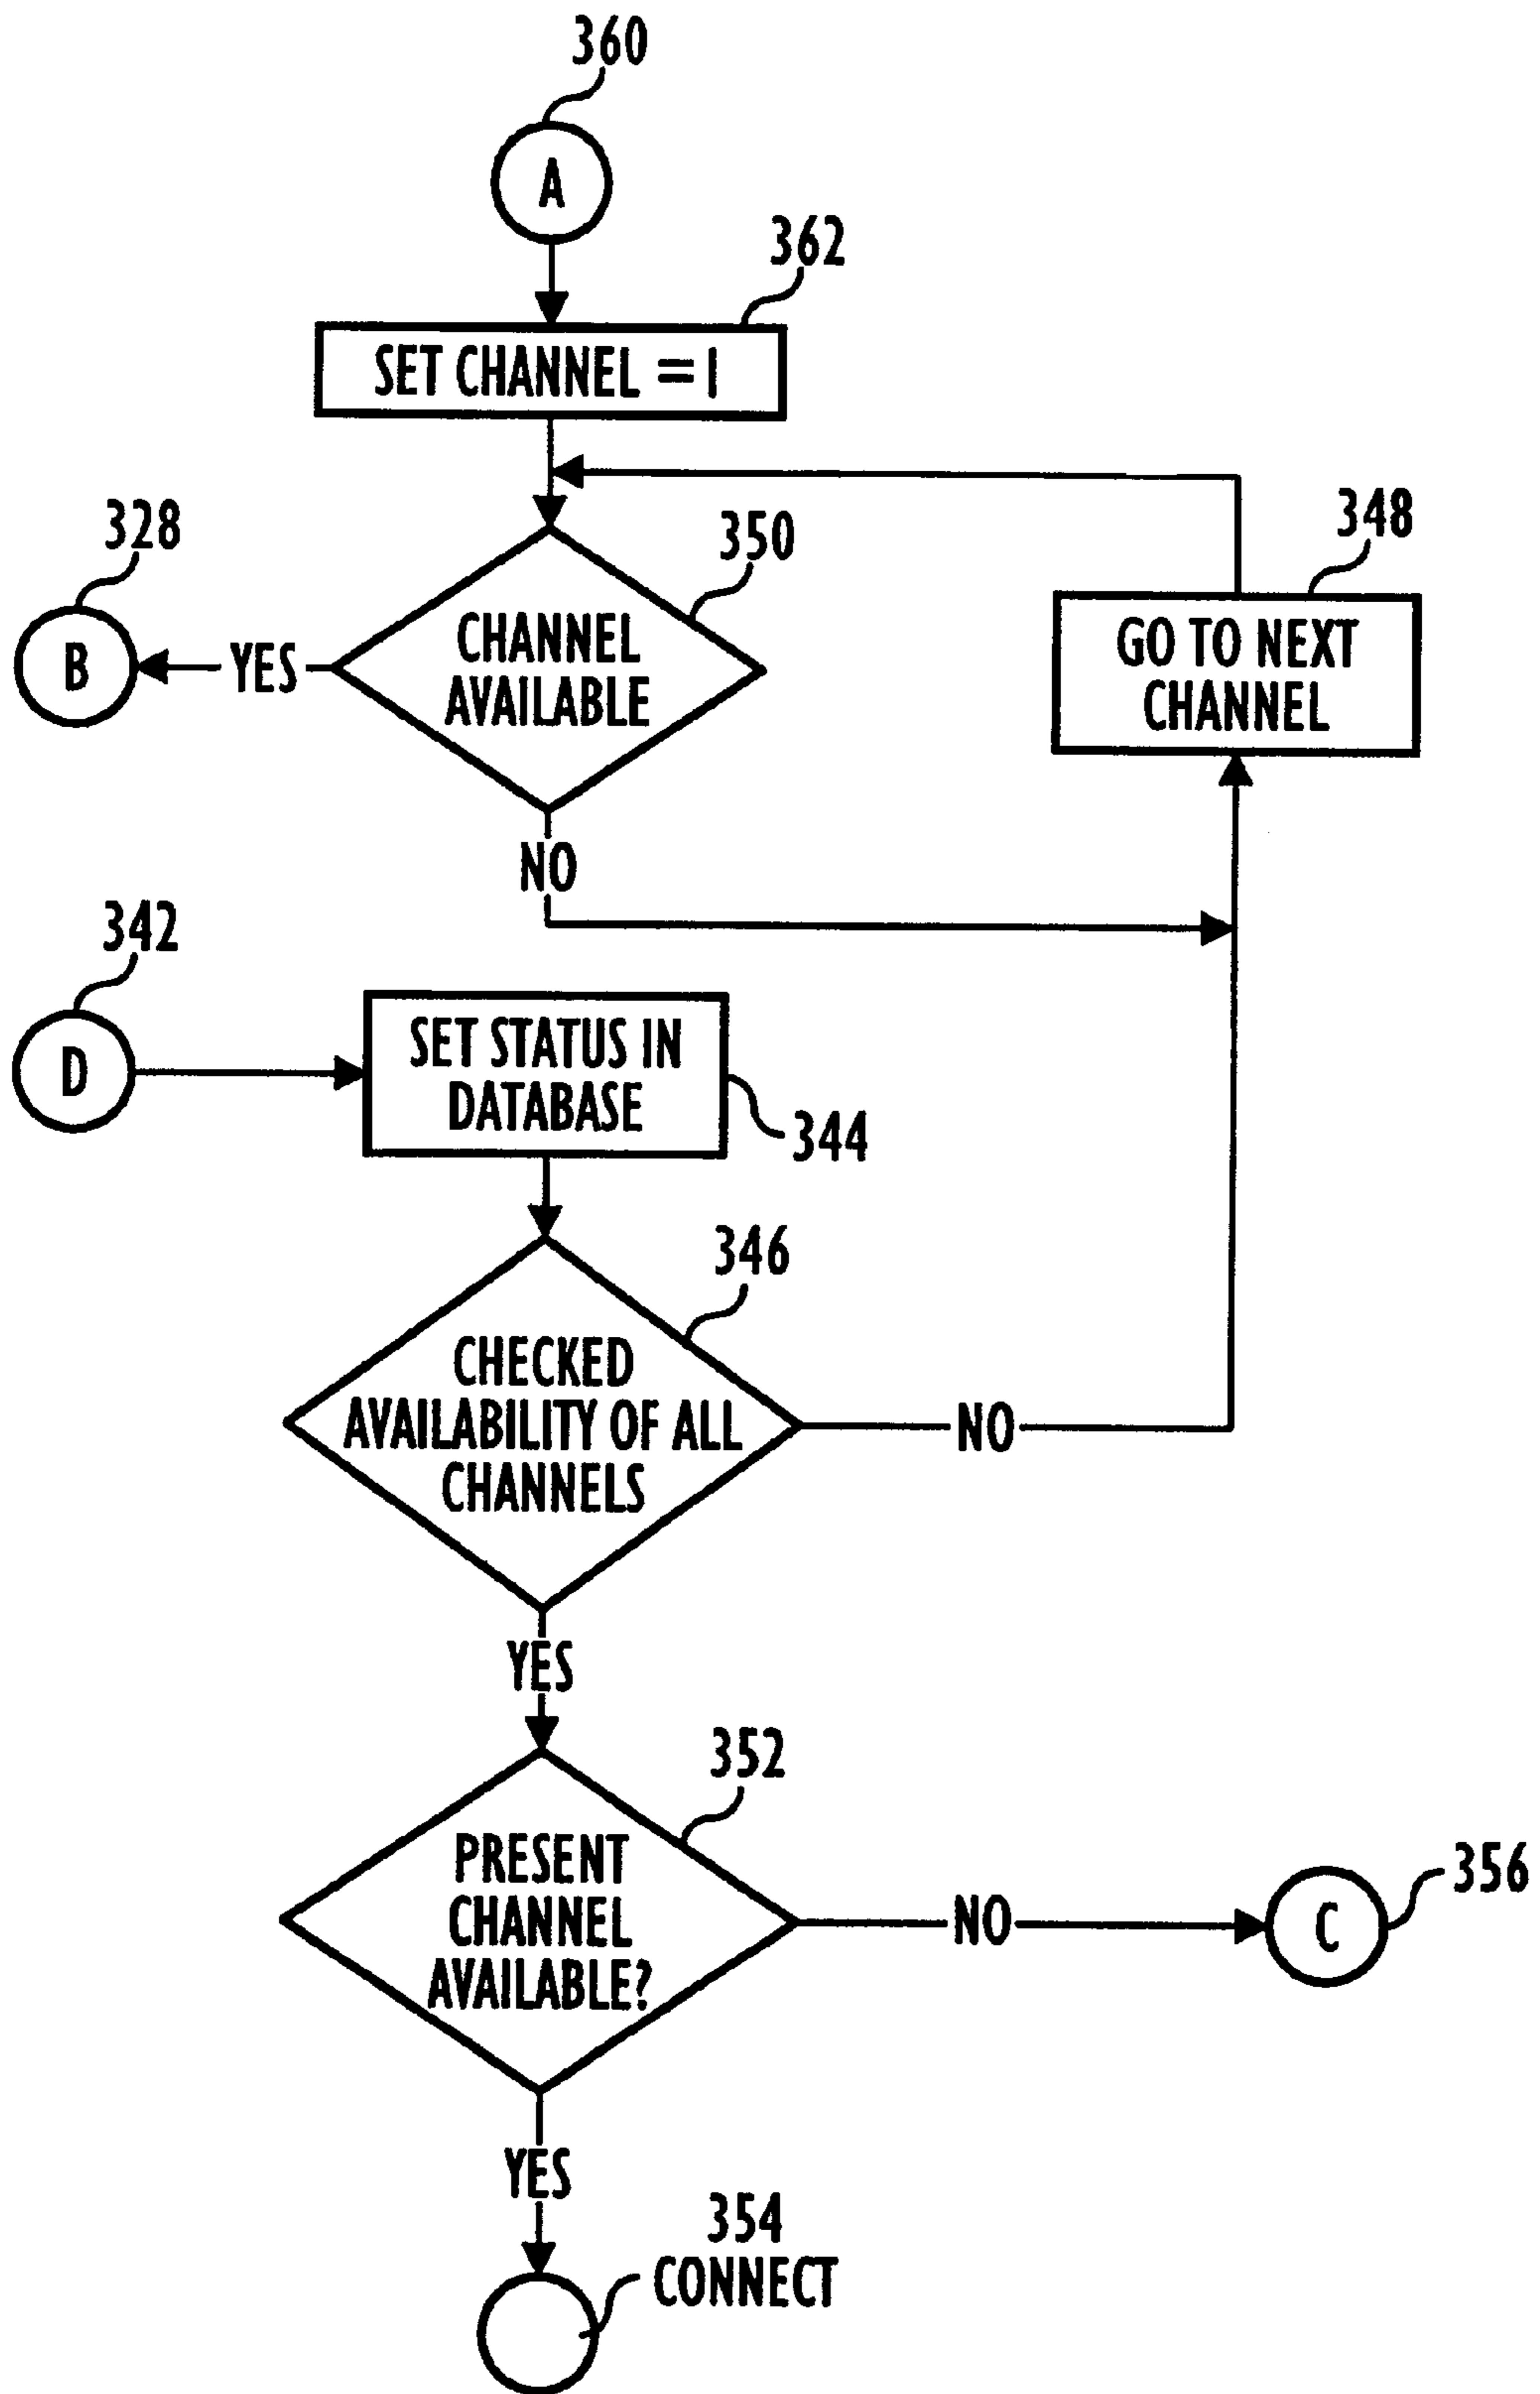 360
A
362
SET CHANNEL = 1
328
350
348
B
YES
CHANNEL
AVAILABLE
GO TO NEXT
CHANNEL
NO
342
D
SET STATUS IN
DATABASE
344
346
CHECKED
AVAILABILITY OF ALL
CHANNELS
NO
YES
352
PRESENT
CHANNEL
AVAILABLE?
NO
C
356
YES
354
CONNECT